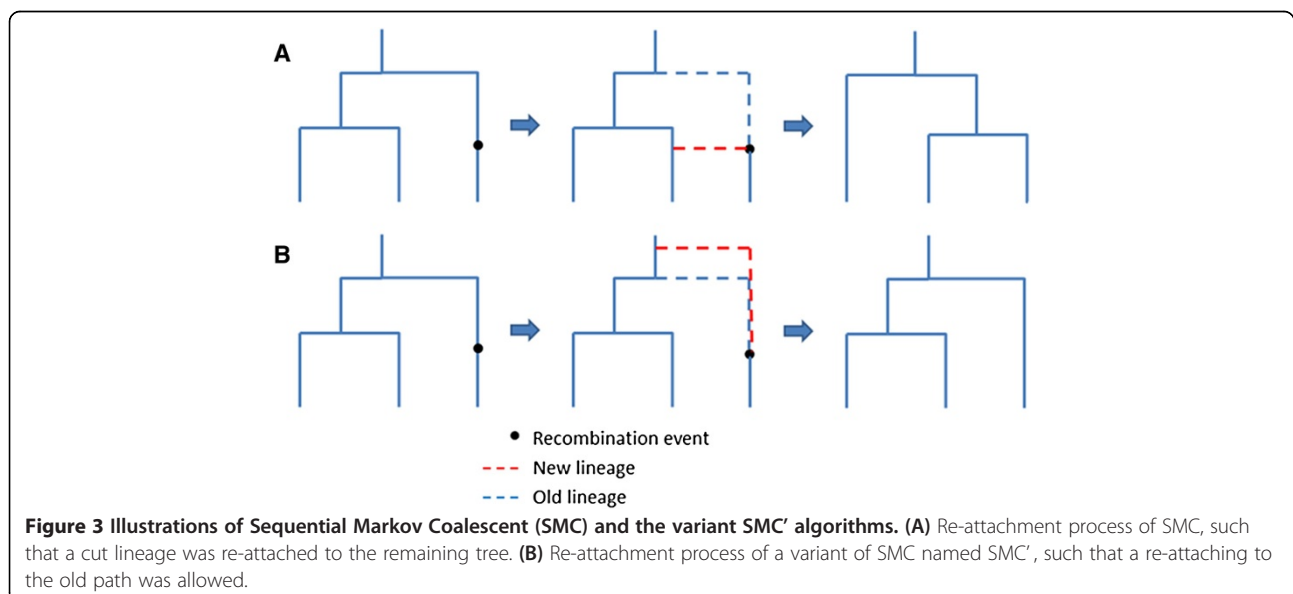 A
B
Recombination event
New lineage
Old lineage
Figure 3 Illustrations of Sequential Markov Coalescent (SMC) and the variant SMC′ algorithms. (A) Re-attachment process of SMC, such
that a cut lineage was re-attached to the remaining tree. (B) Re-attachment process of a variant of SMC named SMC′, such that a re-attaching to
the old path was allowed.